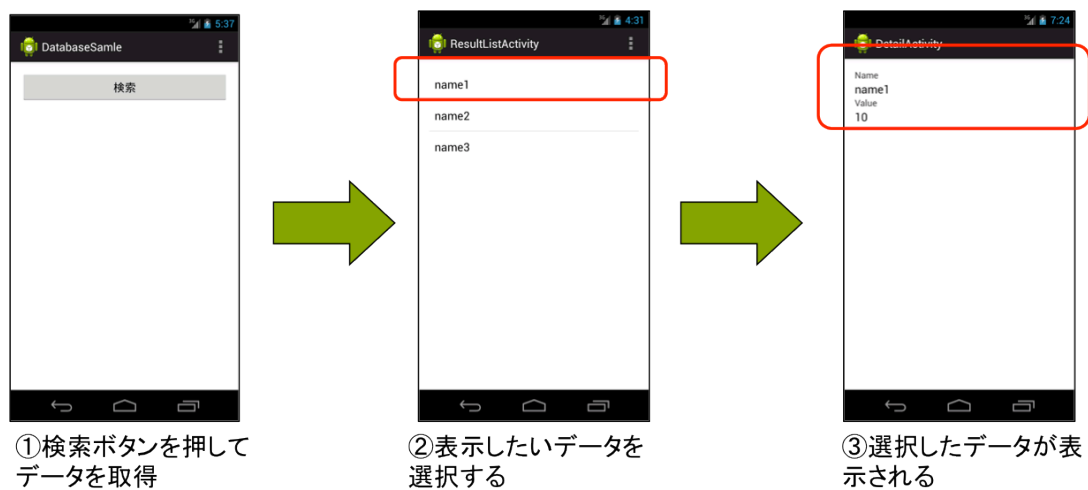 3G 5:37
DatabaseSamle
検索
①検索ボタンを押して
データを取得
3G 4:31
ResultListActivity
name1
name2
name3
②表示したいデータを
選択する
3G 7:24
DetailActivity
Name
name1
Value
10
③選択したデータが表
示される